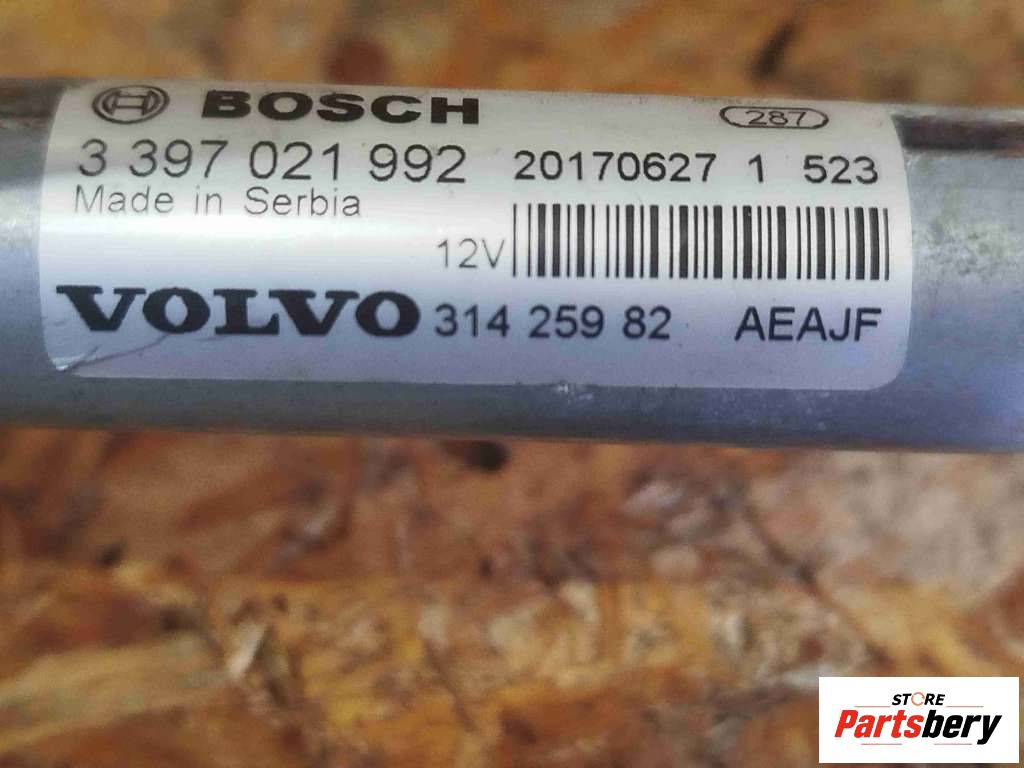 BOSCH 287
3 397 021 992 20170627 1 523
Made in Serbia
12V
VOLVO 314 259 82 AEAJF
STORE
Partsbery